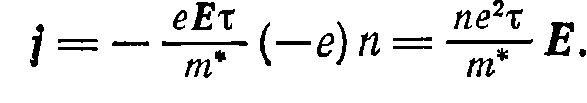 j = − eEτ/m* (−e) n = ne²τ/m* E.